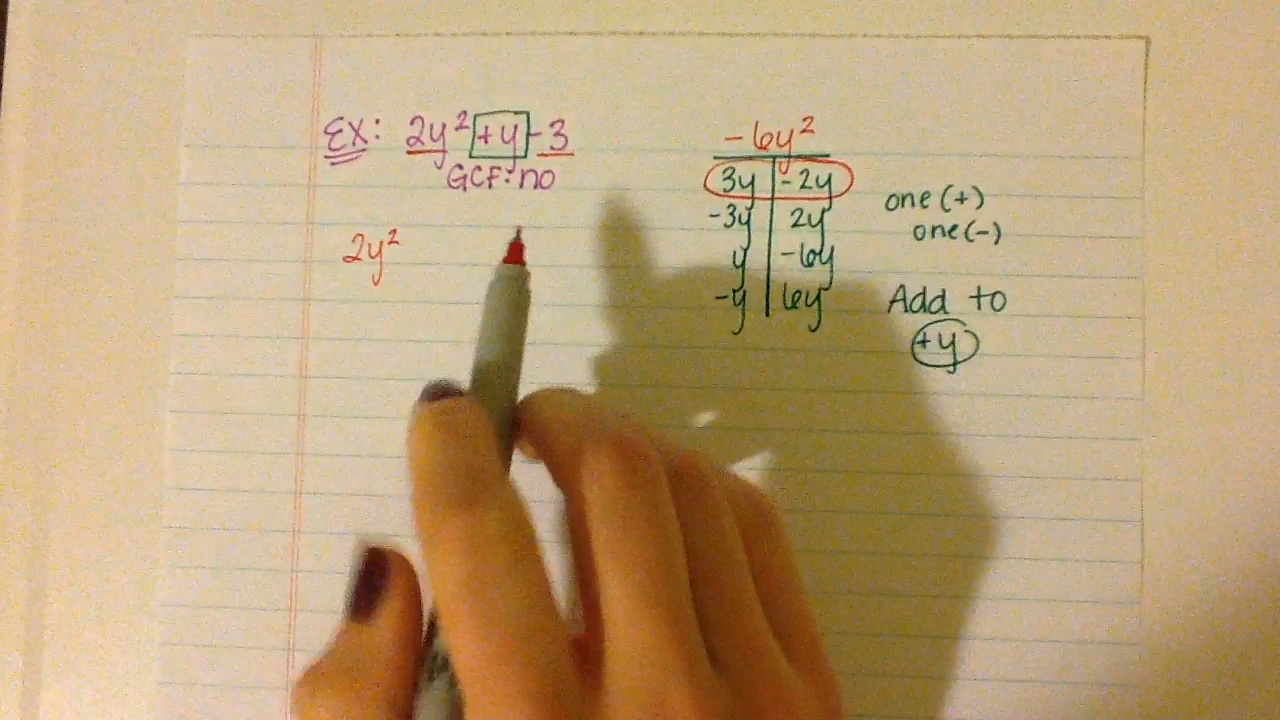 EX: 2y² +y -3
GCF: no
2y²
-6y²
3y | -2y
-3y | 2y
y | -6y
-y | 6y
one (+)
one (-)
Add to
+y